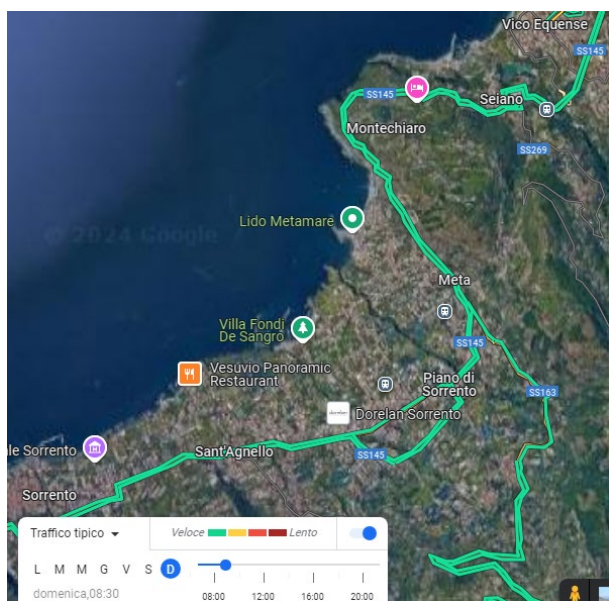 Vico Equense
SS145
SS145
Seiano
Montechiaro
SS269
Lido Metamare
© 2024 Google
Meta
Villa Fondi
De Sangro
SS145
Vesuvio Panoramic
Restaurant
Piano di
Sorrento
SS163
Dorelan Sorrento
le Sorrento
Sant'Agnello
SS145
Sorrento
Traffico tipico
Veloce
Lento
L M M G V S D
domenica,08:30
08:00 12:00 16:00 20:00